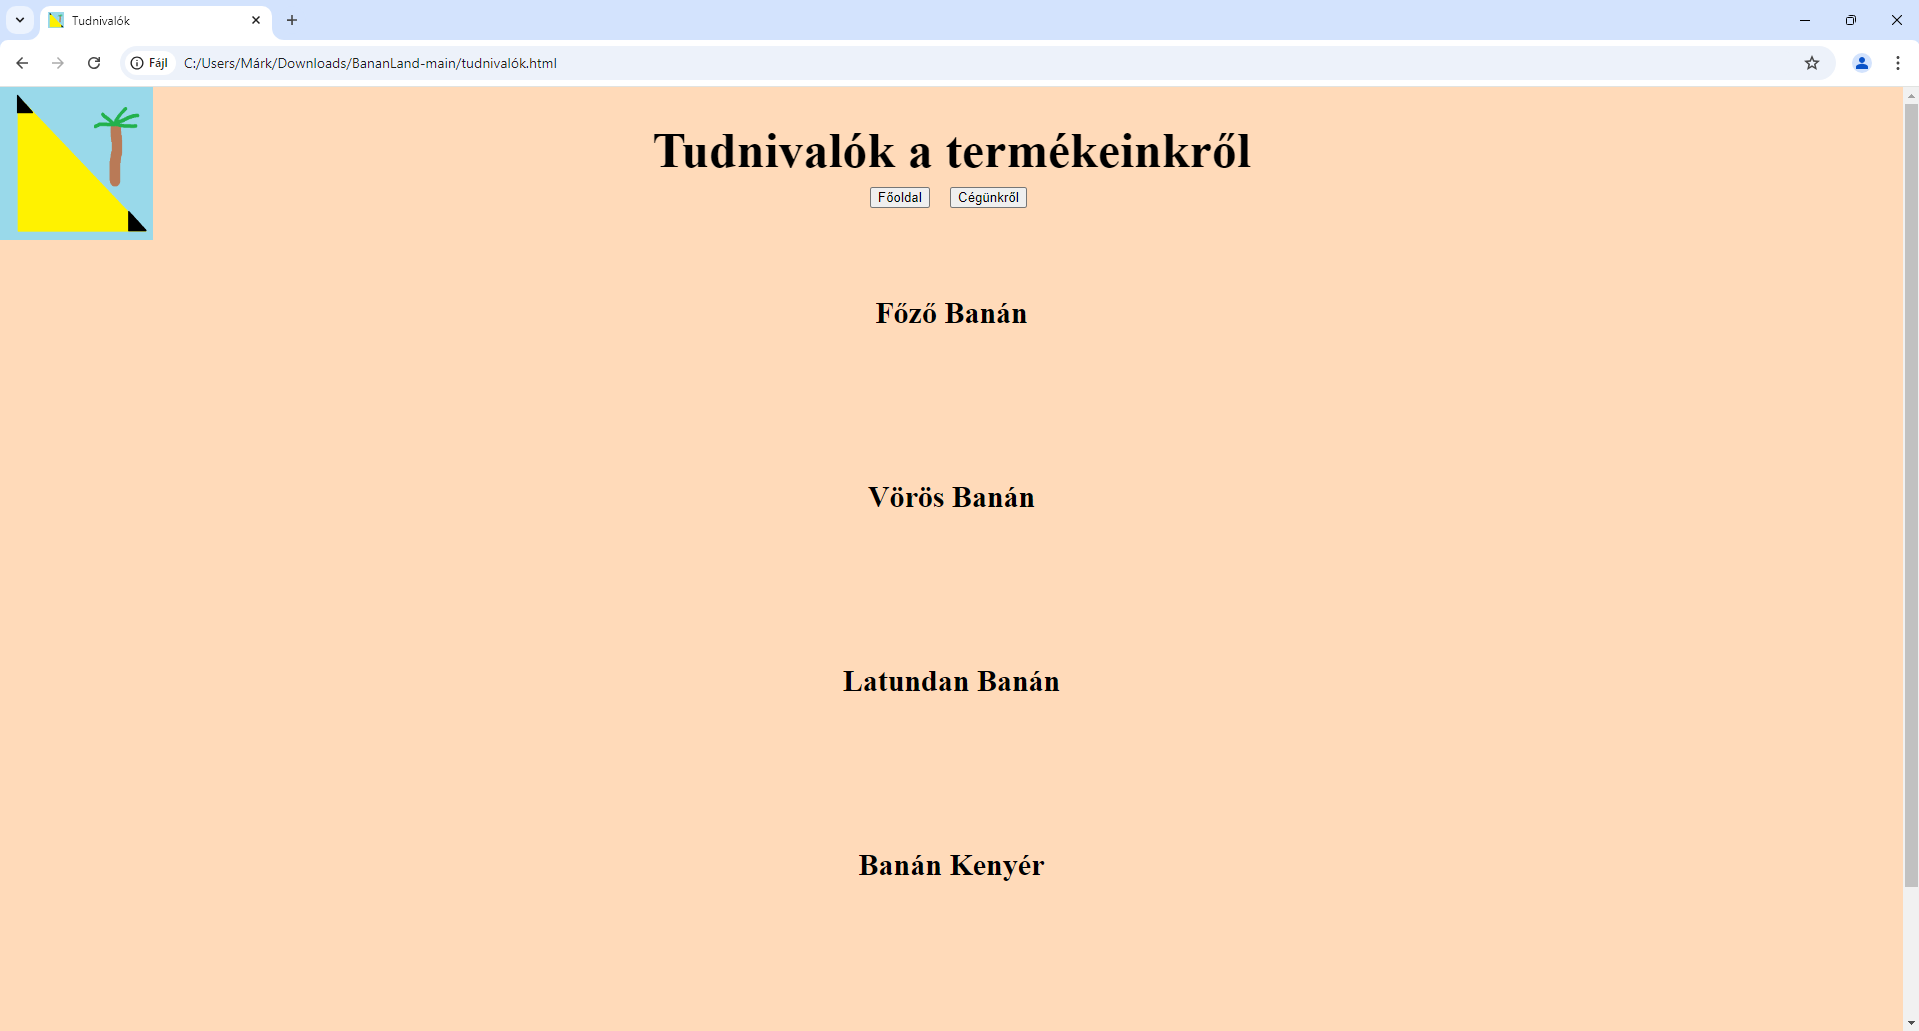 Tudnivalók
Fájl
C:/Users/Márk/Downloads/BananLand-main/tudnivalók.html
Tudnivalók a termékeinkről
Főoldal Cégünkről
Főző Banán
Vörös Banán
Latundan Banán
Banán Kenyér